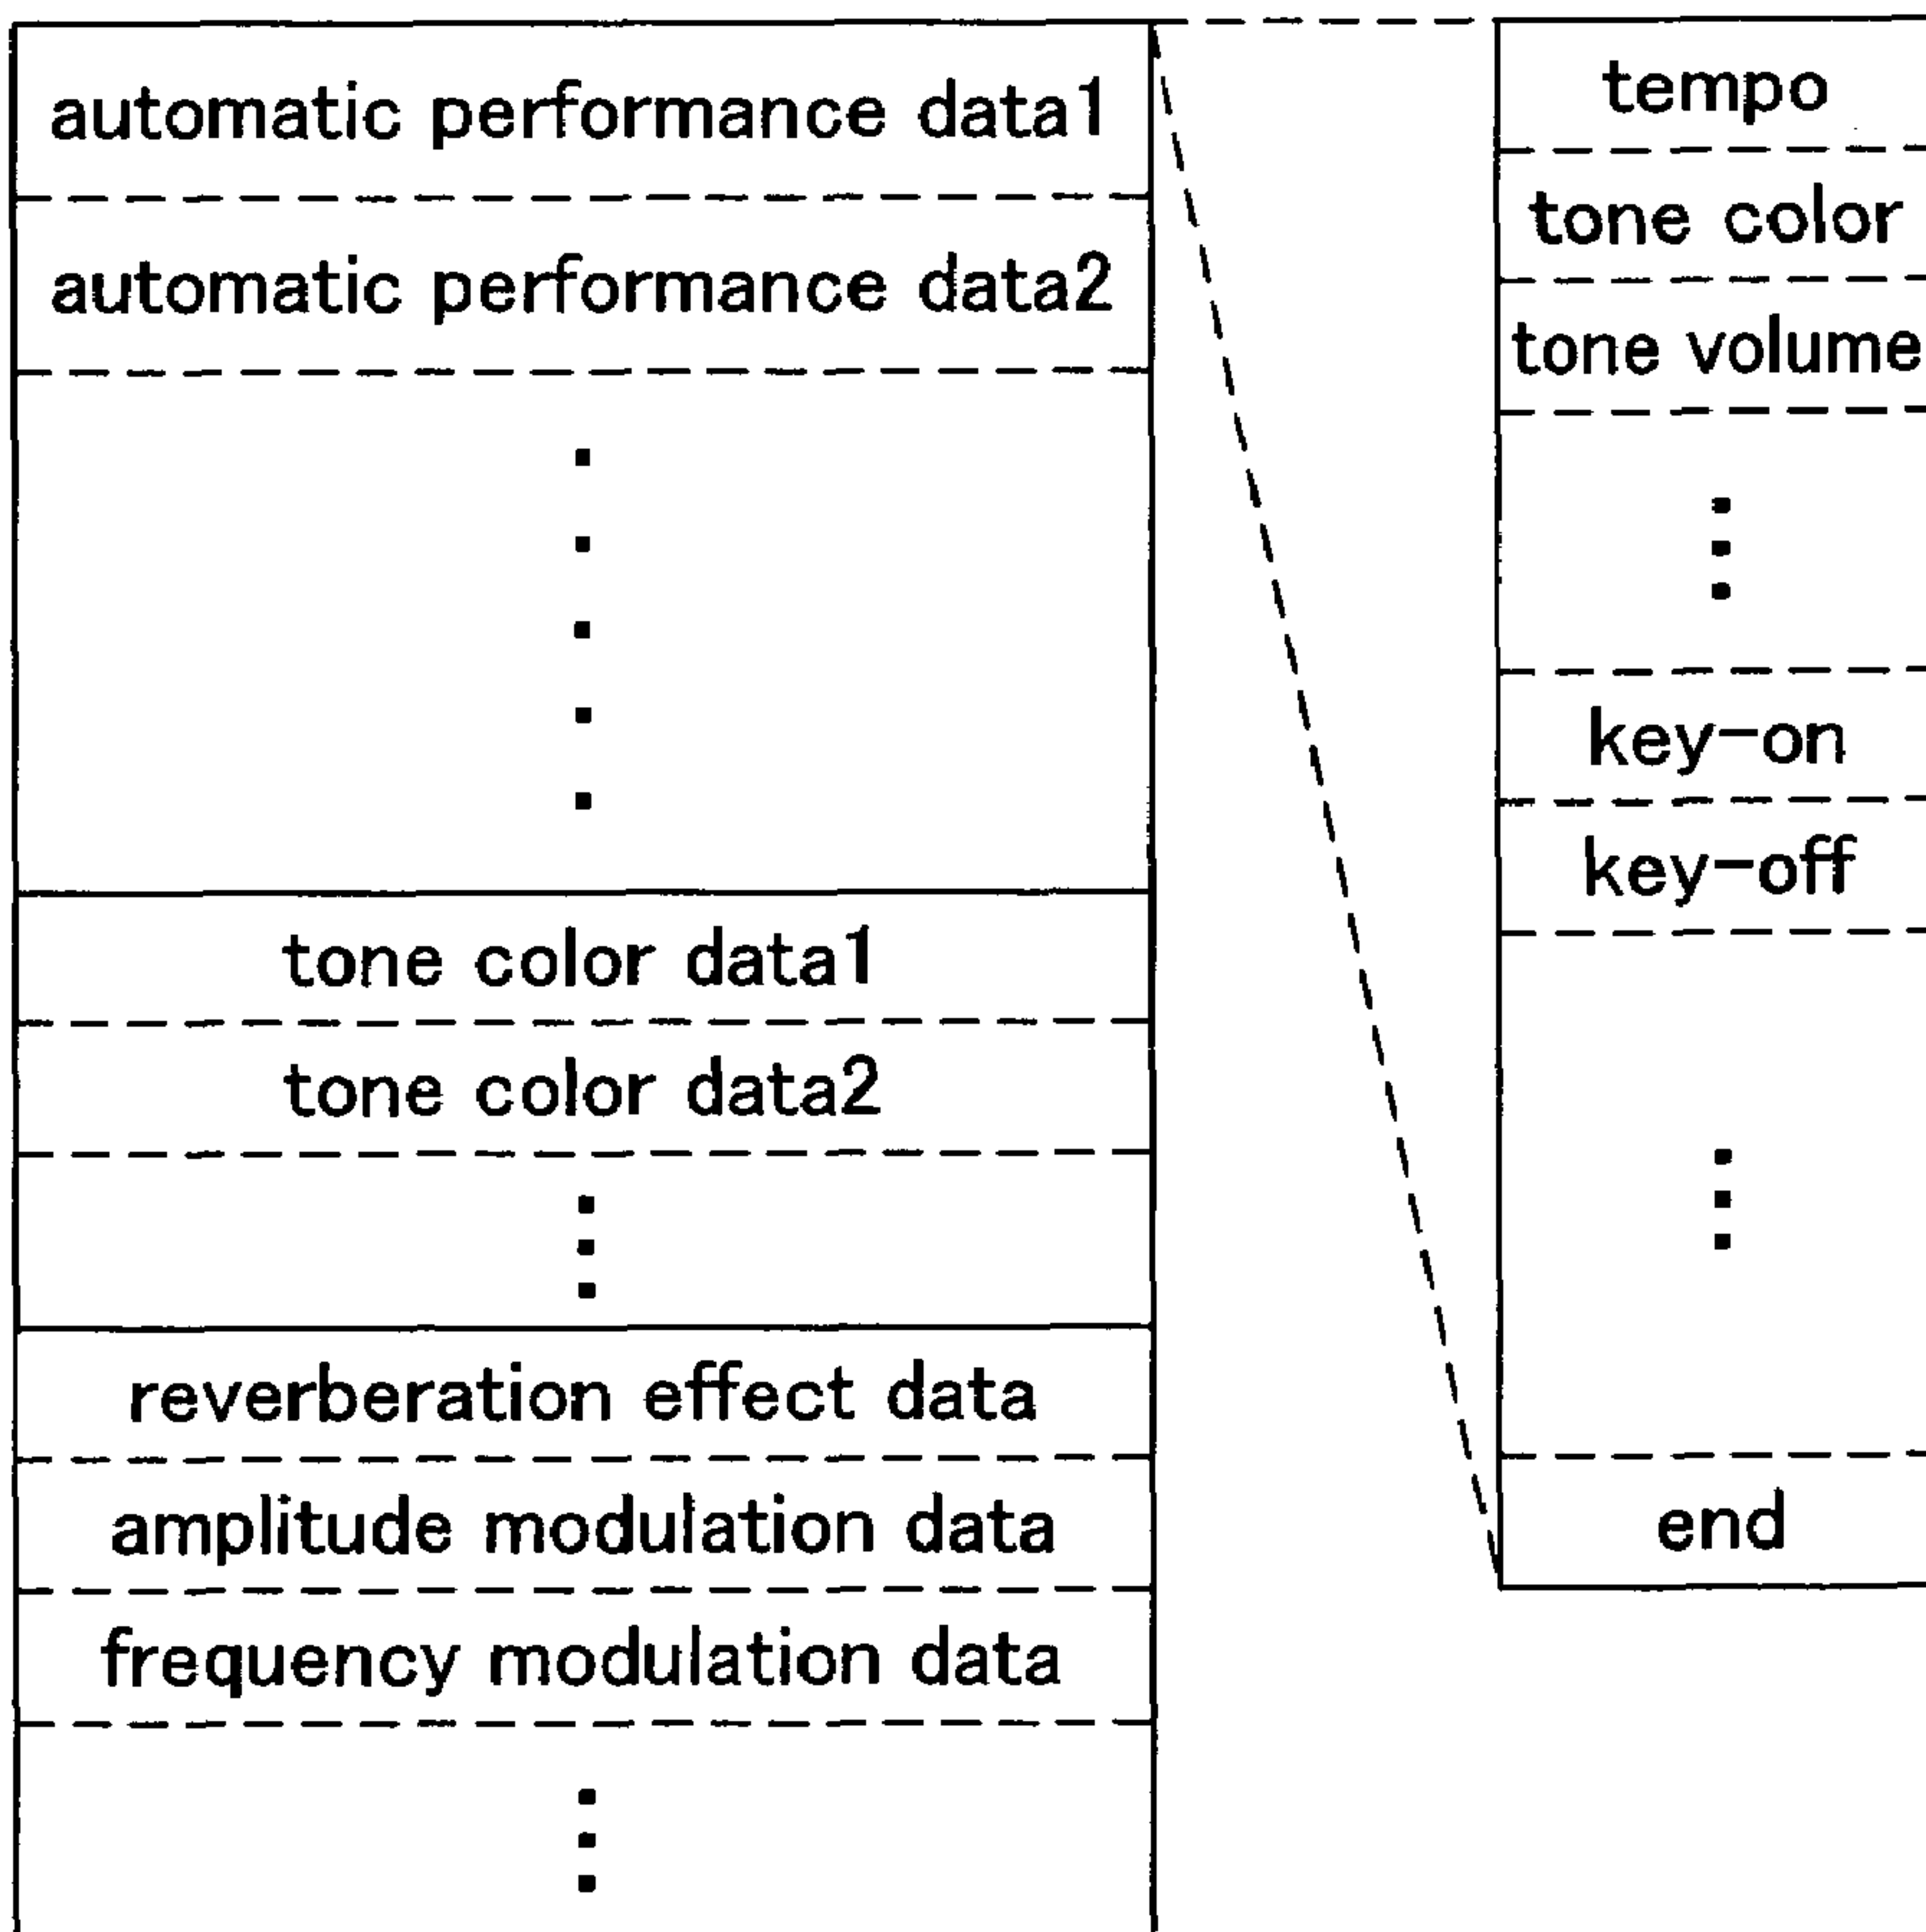 automatic performance data1
automatic performance data2
tone color data1
tone color data2
reverberation effect data
amplitude modulation data
frequency modulation data
tempo
tone color
tone volume
key-on
key-off
end